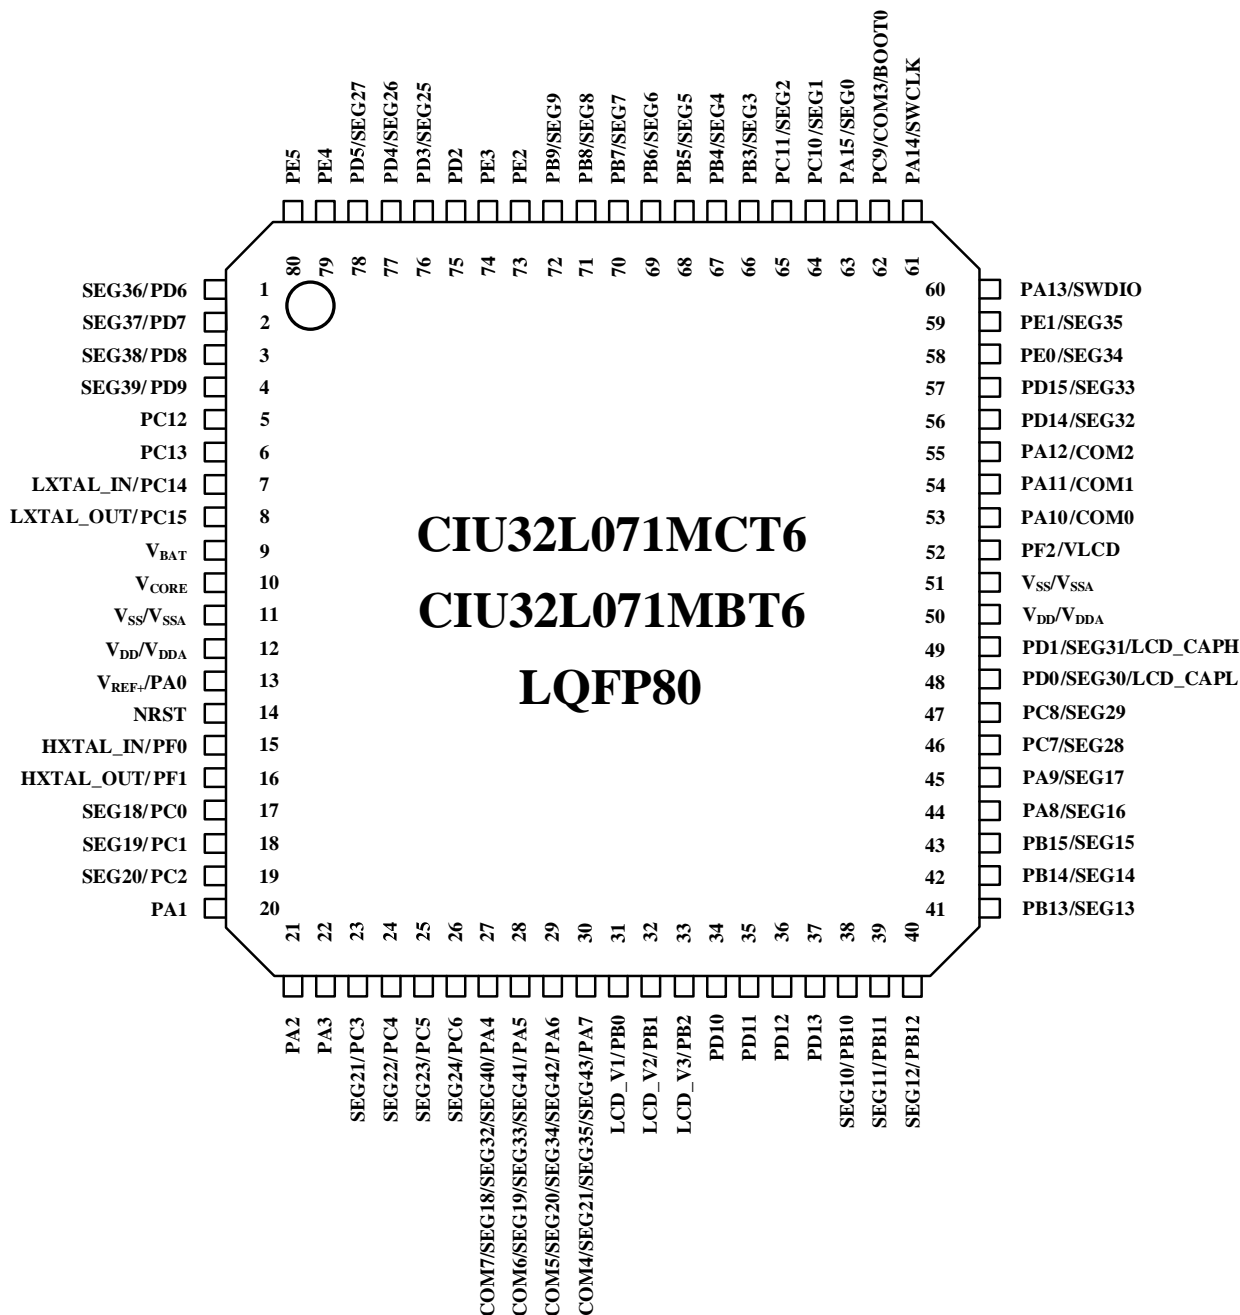 PE5
PE4
PD5/SEG27
PD4/SEG26
PD3/SEG25
PD2
PE3
PE2
PB9/SEG9
PB8/SEG8
PB7/SEG7
PB6/SEG6
PB5/SEG5
PB4/SEG4
PB3/SEG3
PC11/SEG2
PC10/SEG1
PA15/SEG0
PC9/COM3/BOOT0
PA14/SWCLK
80
79
78
77
76
75
74
73
72
71
70
69
68
67
66
65
64
63
62
61
SEG36/PD6 1
SEG37/PD7 2
SEG38/PD8 3
SEG39/PD9 4
PC12 5
PC13 6
LXTAL_IN/PC14 7
LXTAL_OUT/PC15 8
VBAT 9
VCORE 10
VSS/VSSA 11
VDD/VDDA 12
VREF+/PA0 13
NRST 14
HXTAL_IN/PF0 15
HXTAL_OUT/PF1 16
SEG18/PC0 17
SEG19/PC1 18
SEG20/PC2 19
PA1 20
CIU32L071MCT6
CIU32L071MBT6
LQFP80
60 PA13/SWDIO
59 PE1/SEG35
58 PE0/SEG34
57 PD15/SEG33
56 PD14/SEG32
55 PA12/COM2
54 PA11/COM1
53 PA10/COM0
52 PF2/VLCD
51 VSS/VSSA
50 VDD/VDDA
49 PD1/SEG31/LCD_CAPH
48 PD0/SEG30/LCD_CAPL
47 PC8/SEG29
46 PC7/SEG28
45 PA9/SEG17
44 PA8/SEG16
43 PB15/SEG15
42 PB14/SEG14
41 PB13/SEG13
21
22
23
24
25
26
27
28
29
30
31
32
33
34
35
36
37
38
39
40
PA2
PA3
SEG21/PC3
SEG22/PC4
SEG23/PC5
SEG24/PC6
COM7/SEG18/SEG32/SEG40/PA4
COM6/SEG19/SEG33/SEG41/PA5
COM5/SEG20/SEG34/SEG42/PA6
COM4/SEG21/SEG35/SEG43/PA7
LCD_V1/PB0
LCD_V2/PB1
LCD_V3/PB2
PD10
PD11
PD12
PD13
SEG10/PB10
SEG11/PB11
SEG12/PB12